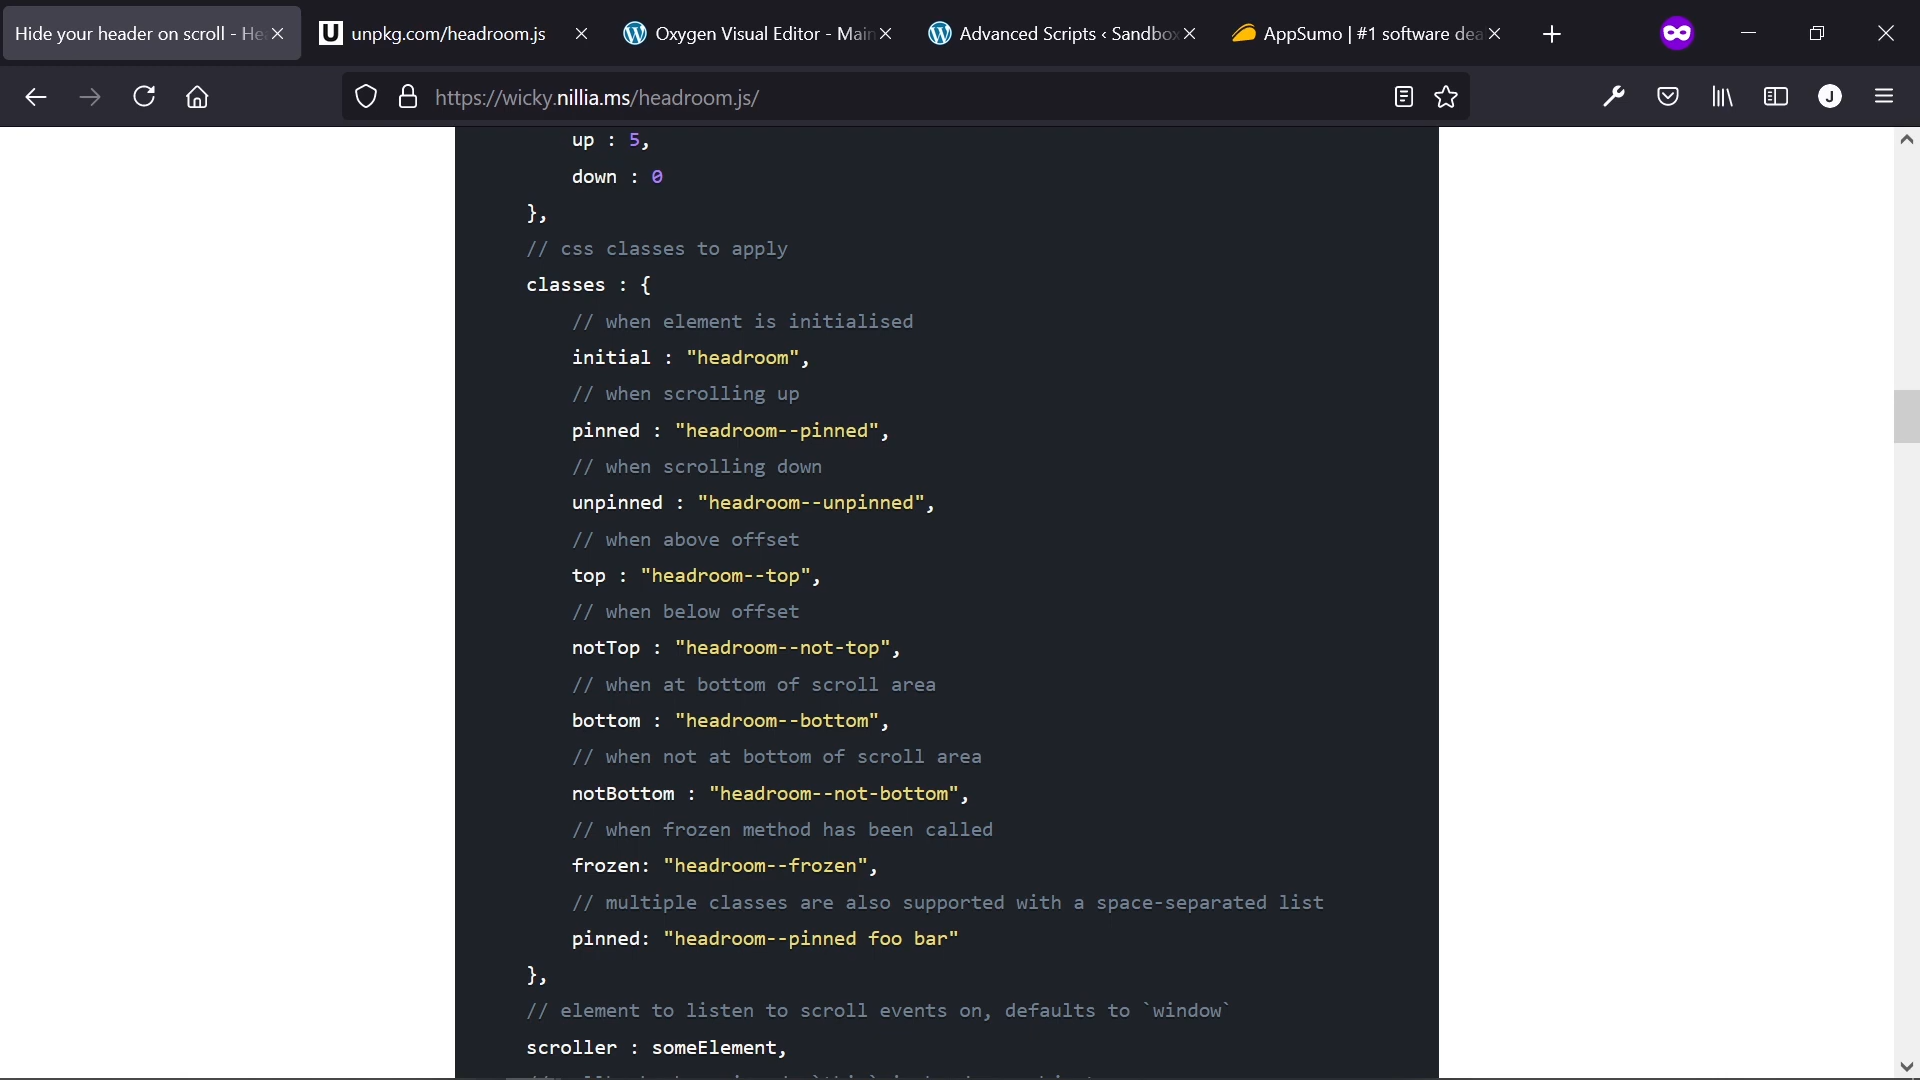 Hide your header on scroll - He
unpkg.com/headroom.js
Oxygen Visual Editor - Main
Advanced Scripts ‹ Sandbox
AppSumo | #1 software dea
https://wicky.nillia.ms/headroom.js/
J
up : 5,
down : 0
},
// css classes to apply
classes : {
// when element is initialised
initial : "headroom",
// when scrolling up
pinned : "headroom--pinned",
// when scrolling down
unpinned : "headroom--unpinned",
// when above offset
top : "headroom--top",
// when below offset
notTop : "headroom--not-top",
// when at bottom of scroll area
bottom : "headroom--bottom",
// when not at bottom of scroll area
notBottom : "headroom--not-bottom",
// when frozen method has been called
frozen: "headroom--frozen",
// multiple classes are also supported with a space-separated list
pinned: "headroom--pinned foo bar"
},
// element to listen to scroll events on, defaults to `window`
scroller : someElement,